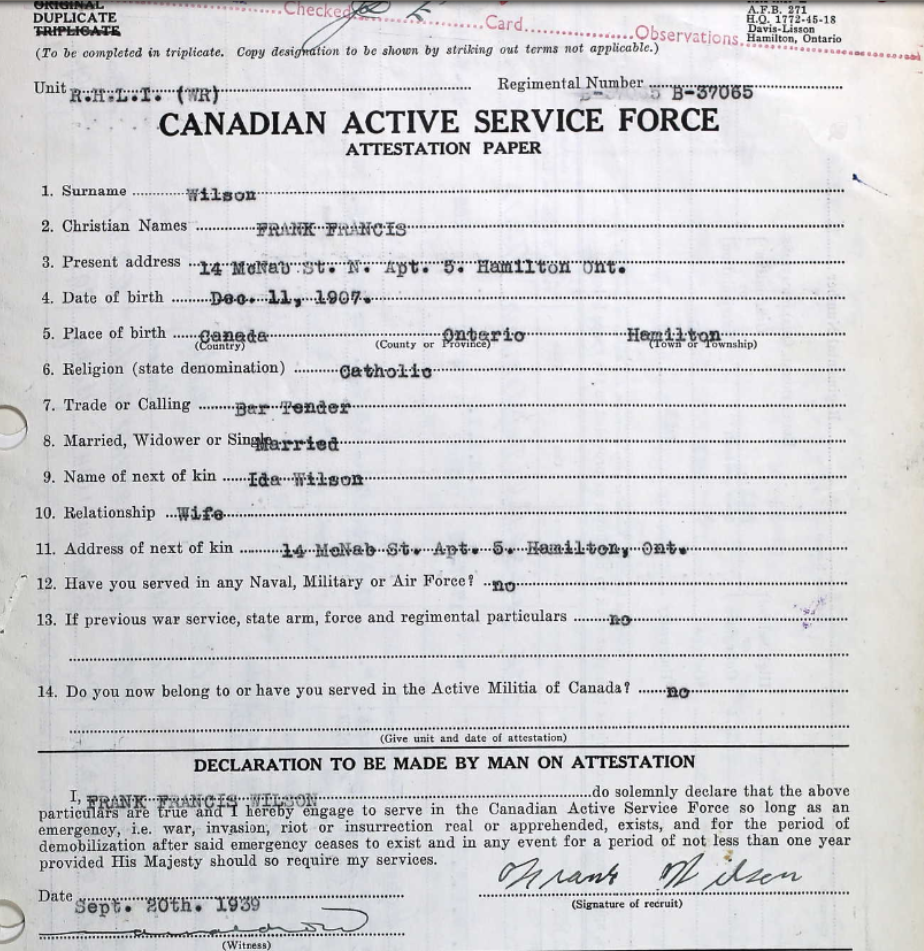 ORIGINAL
DUPLICATE
TRIPLICATE
Checked
Card
Observations
A.F.B. 271
H.Q. 1772-45-18
Davis-Lisson
Hamilton, Ontario
(To be completed in triplicate. Copy designation to be shown by striking out terms not applicable.)
Unit R.H.L.I. (WR) Regimental Number B-37065
CANADIAN ACTIVE SERVICE FORCE
ATTESTATION PAPER
1. Surname Wilson
2. Christian Names FRANK FRANCIS
3. Present address 14 McNab St. N. Apt. 5. Hamilton Ont.
4. Date of birth Dec. 11, 1907.
5. Place of birth Canada Ontario Hamilton
(Country) (County or Province) (Town or Township)
6. Religion (state denomination) Catholic
7. Trade or Calling Bar Tender
8. Married, Widower or Single Married
9. Name of next of kin Ida Wilson
10. Relationship Wife
11. Address of next of kin 14 McNab St. Apt. 5. Hamilton, Ont.
12. Have you served in any Naval, Military or Air Force? no
13. If previous war service, state arm, force and regimental particulars no
14. Do you now belong to or have you served in the Active Militia of Canada? no
(Give unit and date of attestation)
DECLARATION TO BE MADE BY MAN ON ATTESTATION
I, FRANK FRANCIS WILSON do solemnly declare that the above
particulars are true and I hereby engage to serve in the Canadian Active Service Force so long as an
emergency, i.e. war, invasion, riot or insurrection real or apprehended, exists, and for the period of
demobilization after said emergency ceases to exist and in any event for a period of not less than one year
provided His Majesty should so require my services.
Frank Wilson
Date Sept. 20th. 1939
(Signature of recruit)
(Witness)